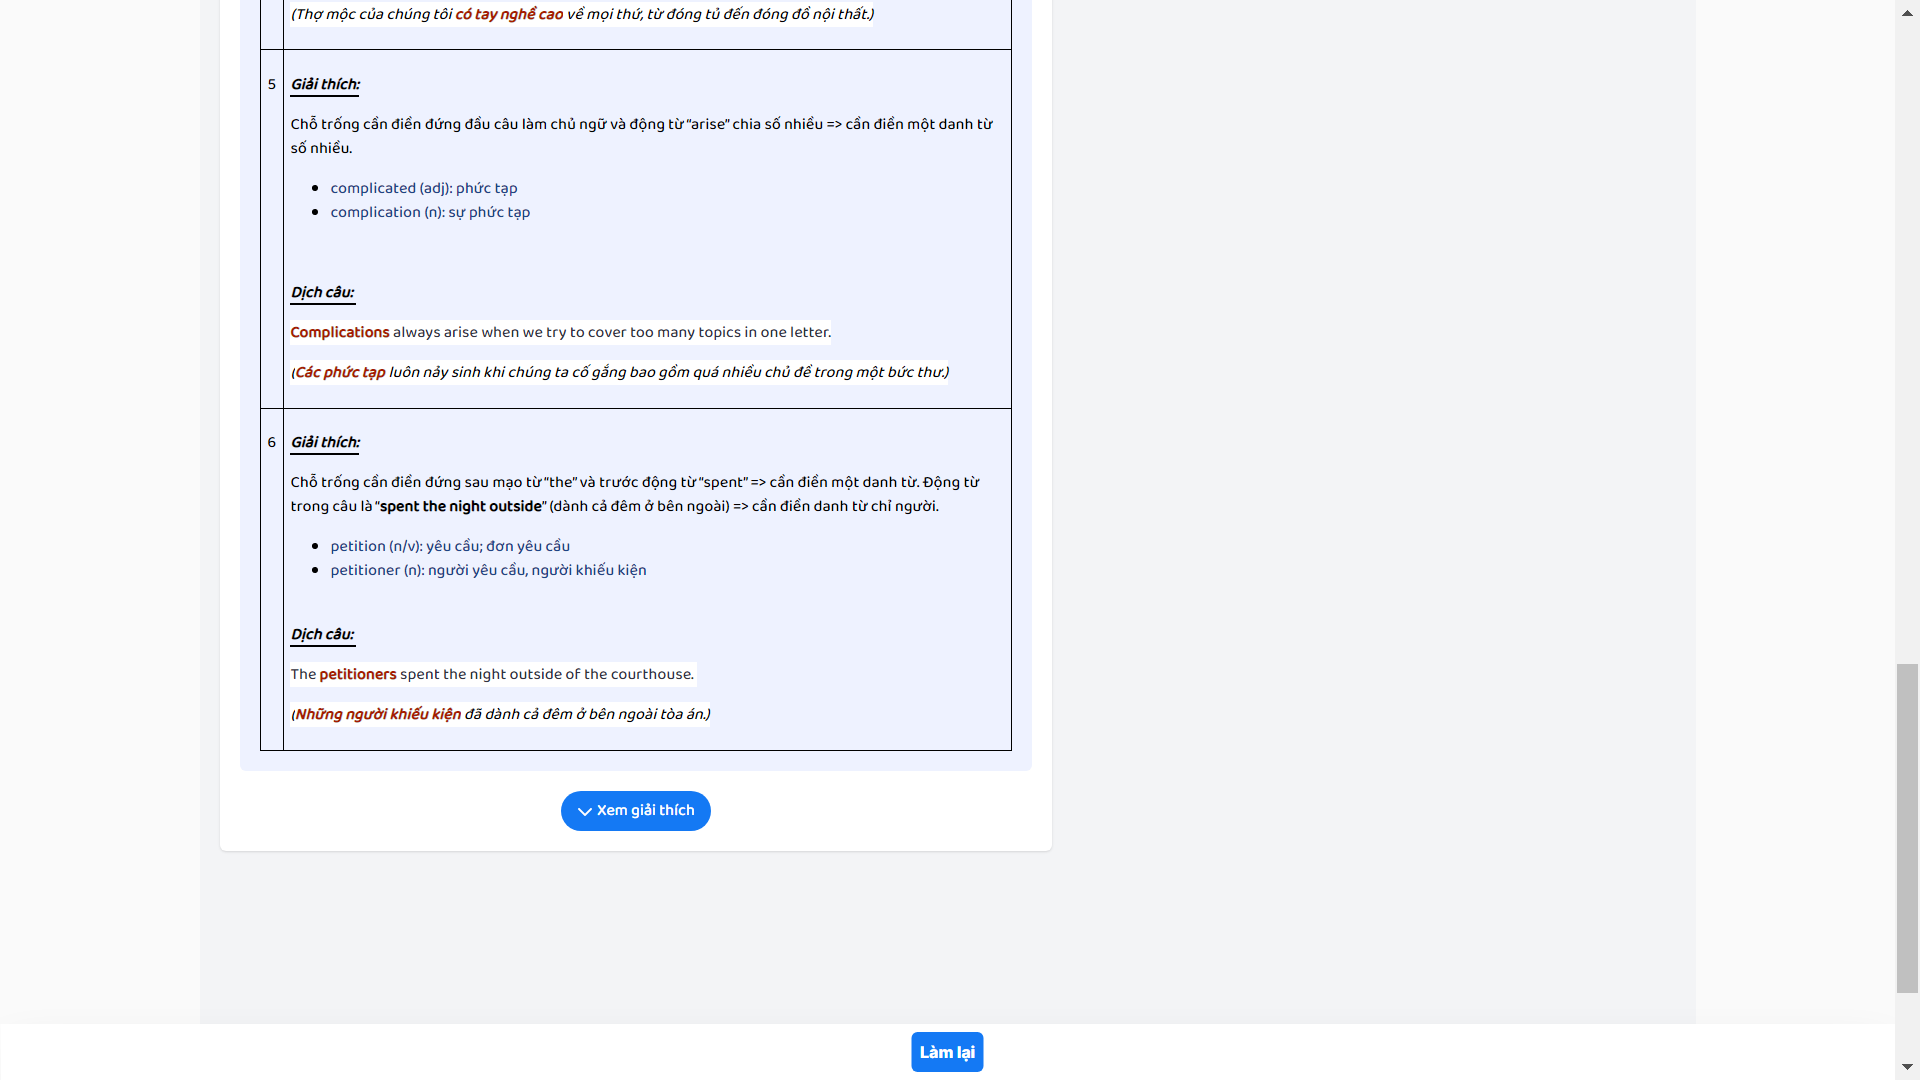 (Thợ mộc của chúng tôi có tay nghề cao về mọi thứ, từ đóng tủ đến đóng đồ nội thất.)
5
Giải thích:
Chỗ trống cần điền đứng đầu câu làm chủ ngữ và động từ “arise” chia số nhiều => cần điền một danh từ
số nhiều.
complicated (adj): phức tạp
complication (n): sự phức tạp
Dịch câu:
Complications always arise when we try to cover too many topics in one letter.
(Các phức tạp luôn nảy sinh khi chúng ta cố gắng bao gồm quá nhiều chủ đề trong một bức thư.)
6
Giải thích:
Chỗ trống cần điền đứng sau mạo từ “the” và trước động từ “spent” => cần điền một danh từ. Động từ
trong câu là “spent the night outside” (dành cả đêm ở bên ngoài) => cần điền danh từ chỉ người.
petition (n/v): yêu cầu; đơn yêu cầu
petitioner (n): người yêu cầu, người khiếu kiện
Dịch câu:
The petitioners spent the night outside of the courthouse.
(Những người khiếu kiện đã dành cả đêm ở bên ngoài tòa án.)
Xem giải thích
Làm lại